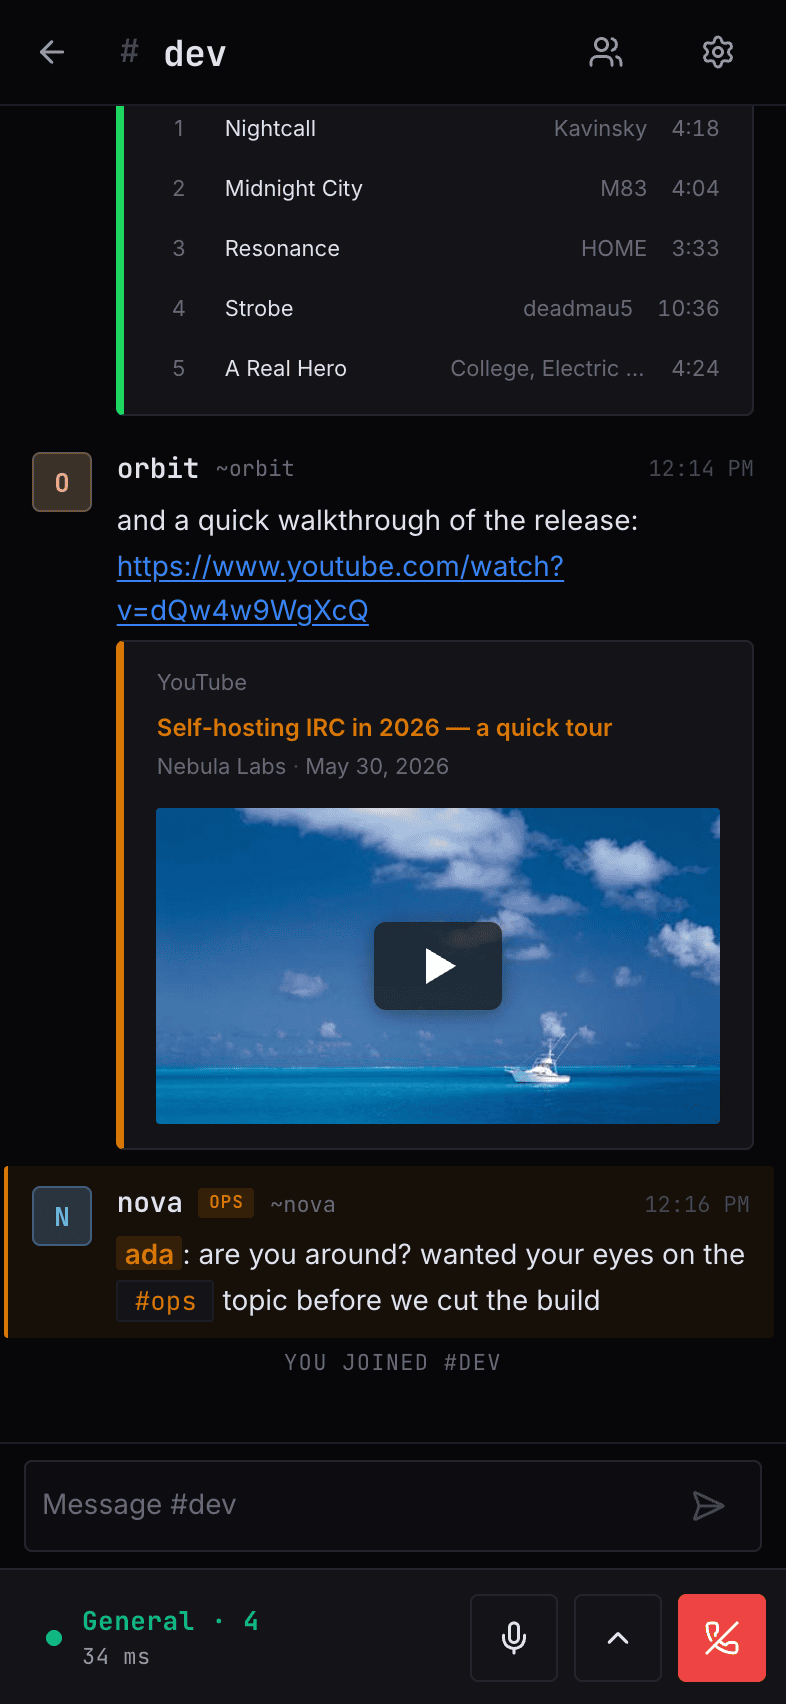 # dev
1 Nightcall Kavinsky 4:18
2 Midnight City M83 4:04
3 Resonance HOME 3:33
4 Strobe deadmau5 10:36
5 A Real Hero College, Electric ... 4:24
O orbit ~orbit 12:14 PM
and a quick walkthrough of the release:
https://www.youtube.com/watch?
v=dQw4w9WgXcQ
YouTube
Self-hosting IRC in 2026 — a quick tour
Nebula Labs · May 30, 2026
N nova OPS ~nova 12:16 PM
ada: are you around? wanted your eyes on the
#ops topic before we cut the build
YOU JOINED #DEV
Message #dev
General · 4
34 ms